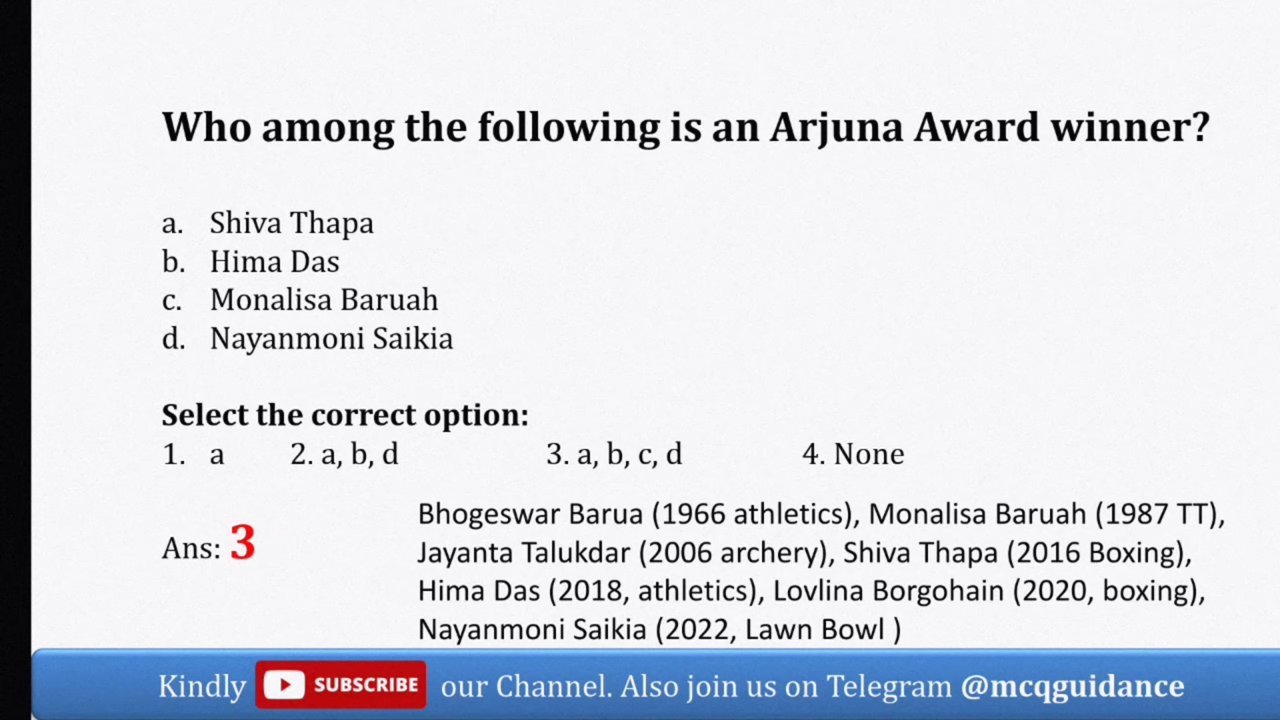 Who among the following is an Arjuna Award winner?
a. Shiva Thapa
b. Hima Das
c. Monalisa Baruah
d. Nayanmoni Saikia
Select the correct option:
1. a 2. a, b, d 3. a, b, c, d 4. None
Ans: 3
Bhogeswar Barua (1966 athletics), Monalisa Baruah (1987 TT),
Jayanta Talukdar (2006 archery), Shiva Thapa (2016 Boxing),
Hima Das (2018, athletics), Lovlina Borgohain (2020, boxing),
Nayanmoni Saikia (2022, Lawn Bowl )
Kindly SUBSCRIBE our Channel. Also join us on Telegram @mcqguidance